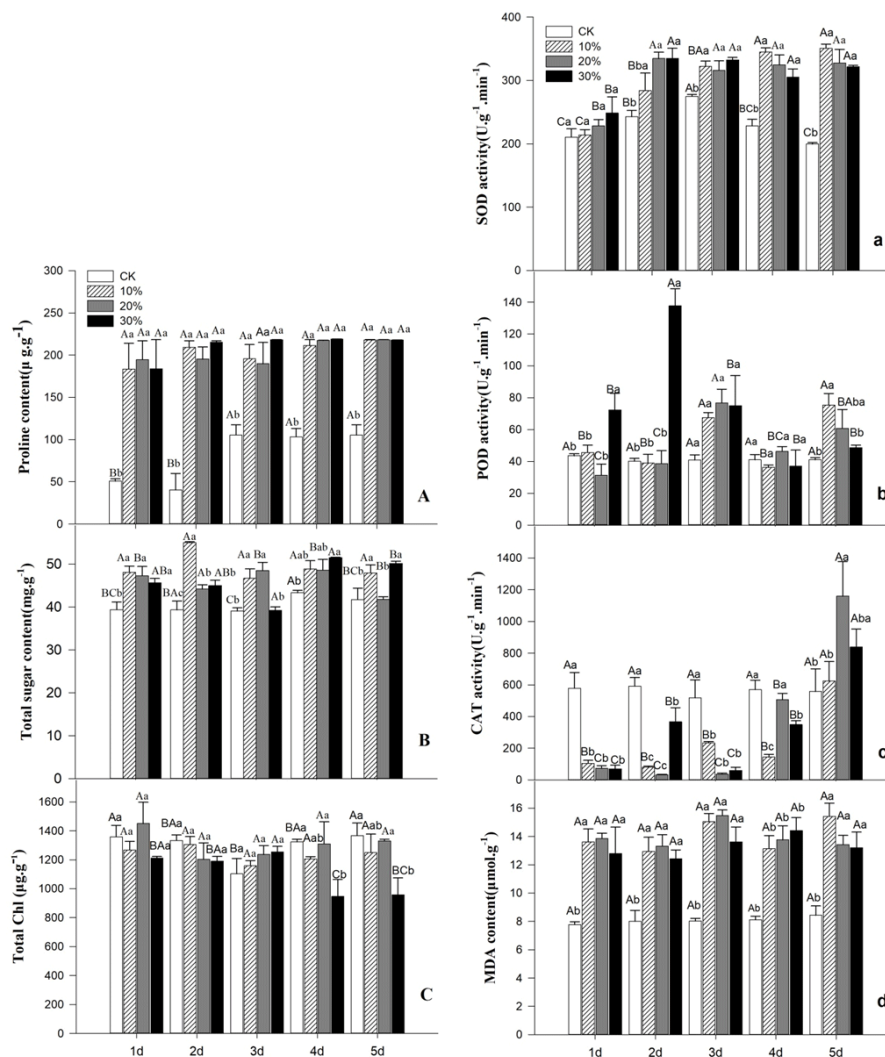 Proline content(μ g.g-1)
300
250
200
150
100
50
0
CK
10%
20%
30%
Bb Aa Aa Aa Bb Aa Aa Aa Ab Aa Aa Aa Ab Aa Aa Aa Ab Aa Aa Aa
A
Total sugar content(mg.g-1)
50
40
30
20
10
0
BCb Aa Ba ABa BAc Aa Ab ABb Cb Aa Ba Ab Ab Aab Bab Aa BCb Aa Bb Ba
B
Total Chl (μg.g-1)
1600
1400
1200
1000
800
600
400
200
0
Aa Aa Aa BAa BAa Aa Aa BAa Ba Aa Aa Aa BAa Aab Aa Cb Aa Aab Aa BCb
C
1d 2d 3d 4d 5d
SOD activity(U.g-1.min-1)
400
300
200
100
0
CK
10%
20%
30%
Ca Ca Ba Ba Bb Bba Aa Aa Ab BAa Aa Aa BCb Aa Aa Aa Cb Aa Aa Aa
a
POD activity(U.g-1.min-1)
140
120
100
80
60
40
20
0
Ab Bb Cb Ba Ab Bb Cb Aa Aa Aa Aa Ba Aa Ba BCa Ba Ab Aa BAba Bb
b
CAT activity(U.g-1.min-1)
1400
1200
1000
800
600
400
200
0
Aa Bb Cb Cb Aa Bc Cc Bb Aa Bb Cb Cb Aa Bc Ba Bb Ab Ab Aa Aba
c
MDA content(μmol.g-1)
16
14
12
10
8
6
4
2
0
Ab Aa Aa Aa Ab Aa Aa Aa Ab Aa Aa Aa Ab Ab Aa Ab Ab Aa Aa Aa
d
1d 2d 3d 4d 5d